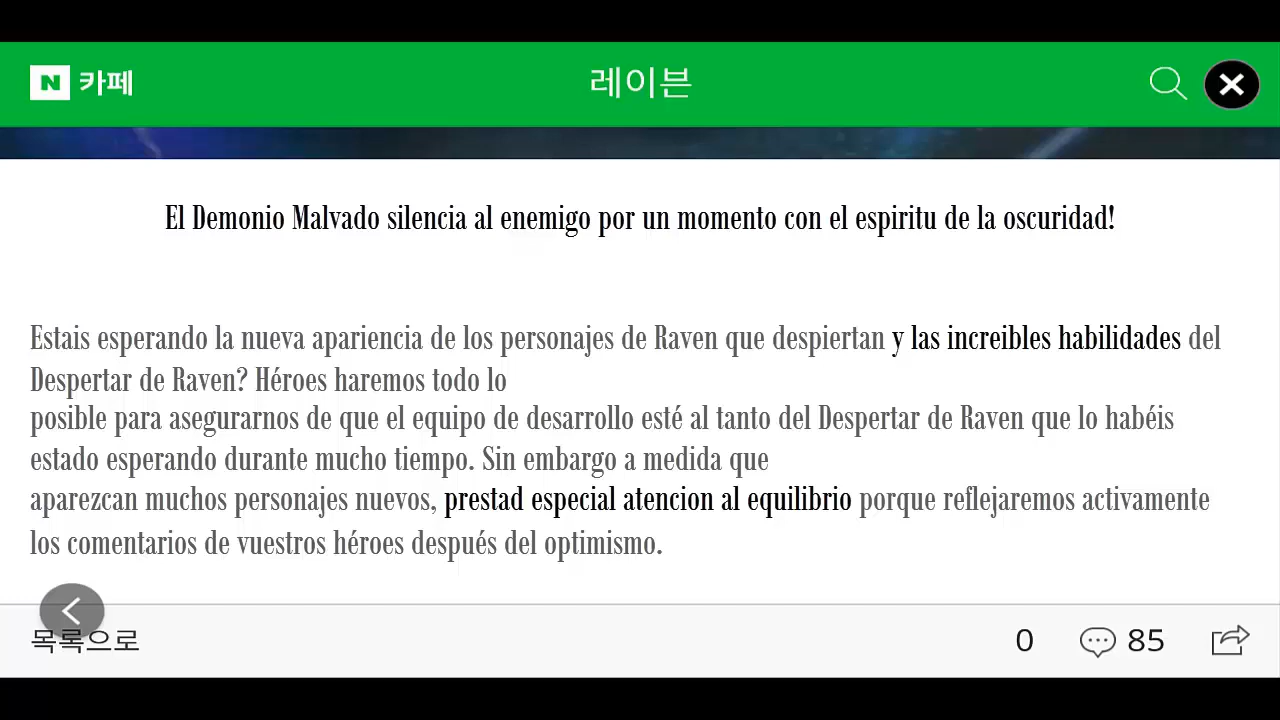 N 카페
레이븐
El Demonio Malvado silencia al enemigo por un momento con el espiritu de la oscuridad!
Estais esperando la nueva apariencia de los personajes de Raven que despiertan y las increibles habilidades del
Despertar de Raven? Héroes haremos todo lo
posible para asegurarnos de que el equipo de desarrollo esté al tanto del Despertar de Raven que lo habéis
estado esperando durante mucho tiempo. Sin embargo a medida que
aparezcan muchos personajes nuevos, prestad especial atencion al equilibrio porque reflejaremos activamente
los comentarios de vuestros héroes después del optimismo.
목록으로
0
85